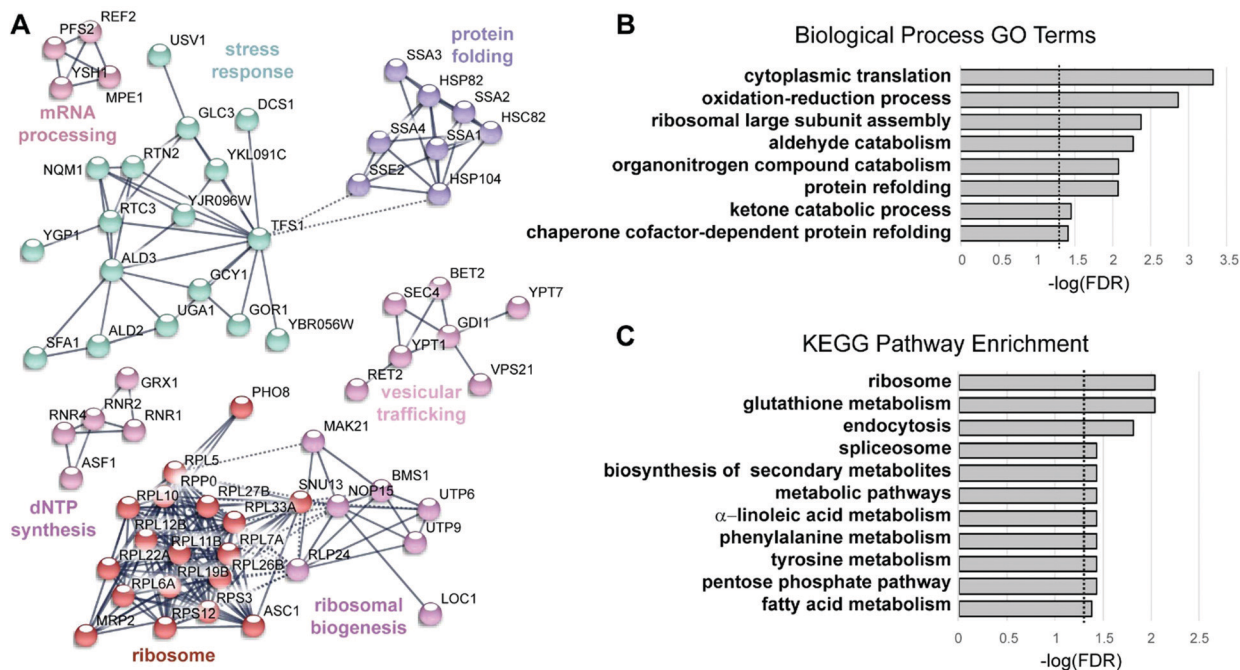 A
REF2
PFS2
YSH1
MPE1
mRNA
processing
USV1
stress
response
GLC3
DCS1
RTN2
YKL091C
NQM1
YJR096W
RTC3
TFS1
YGP1
ALD3
GCY1
UGA1
GOR1
ALD2
SFA1
YBR056W
protein
folding
SSA3
HSP82
SSA2
HSC82
SSA4
SSA1
SSE2
HSP104
BET2
SEC4
YPT7
GDI1
YPT1
RET2
VPS21
vesicular
trafficking
GRX1
RNR2
RNR4
RNR1
ASF1
dNTP
synthesis
PHO8
MAK21
RPL5
RPP0
SNU13
NOP15
BMS1
RPL10
RPL27B
UTP6
RPL33A
RPL12B
UTP9
RPL11B
RPL7A
RLP24
RPL22A
RPL19B
RPL26B
RPL6A
RPS3
ASC1
LOC1
RPS12
MRP2
ribosomal
biogenesis
ribosome
B
Biological Process GO Terms
cytoplasmic translation
oxidation-reduction process
ribosomal large subunit assembly
aldehyde catabolism
organonitrogen compound catabolism
protein refolding
ketone catabolic process
chaperone cofactor-dependent protein refolding
0 0.5 1 1.5 2 2.5 3 3.5
-log(FDR)
C
KEGG Pathway Enrichment
ribosome
glutathione metabolism
endocytosis
spliceosome
biosynthesis of secondary metabolites
metabolic pathways
α-linoleic acid metabolism
phenylalanine metabolism
tyrosine metabolism
pentose phosphate pathway
fatty acid metabolism
0 0.5 1 1.5 2 2.5
-log(FDR)